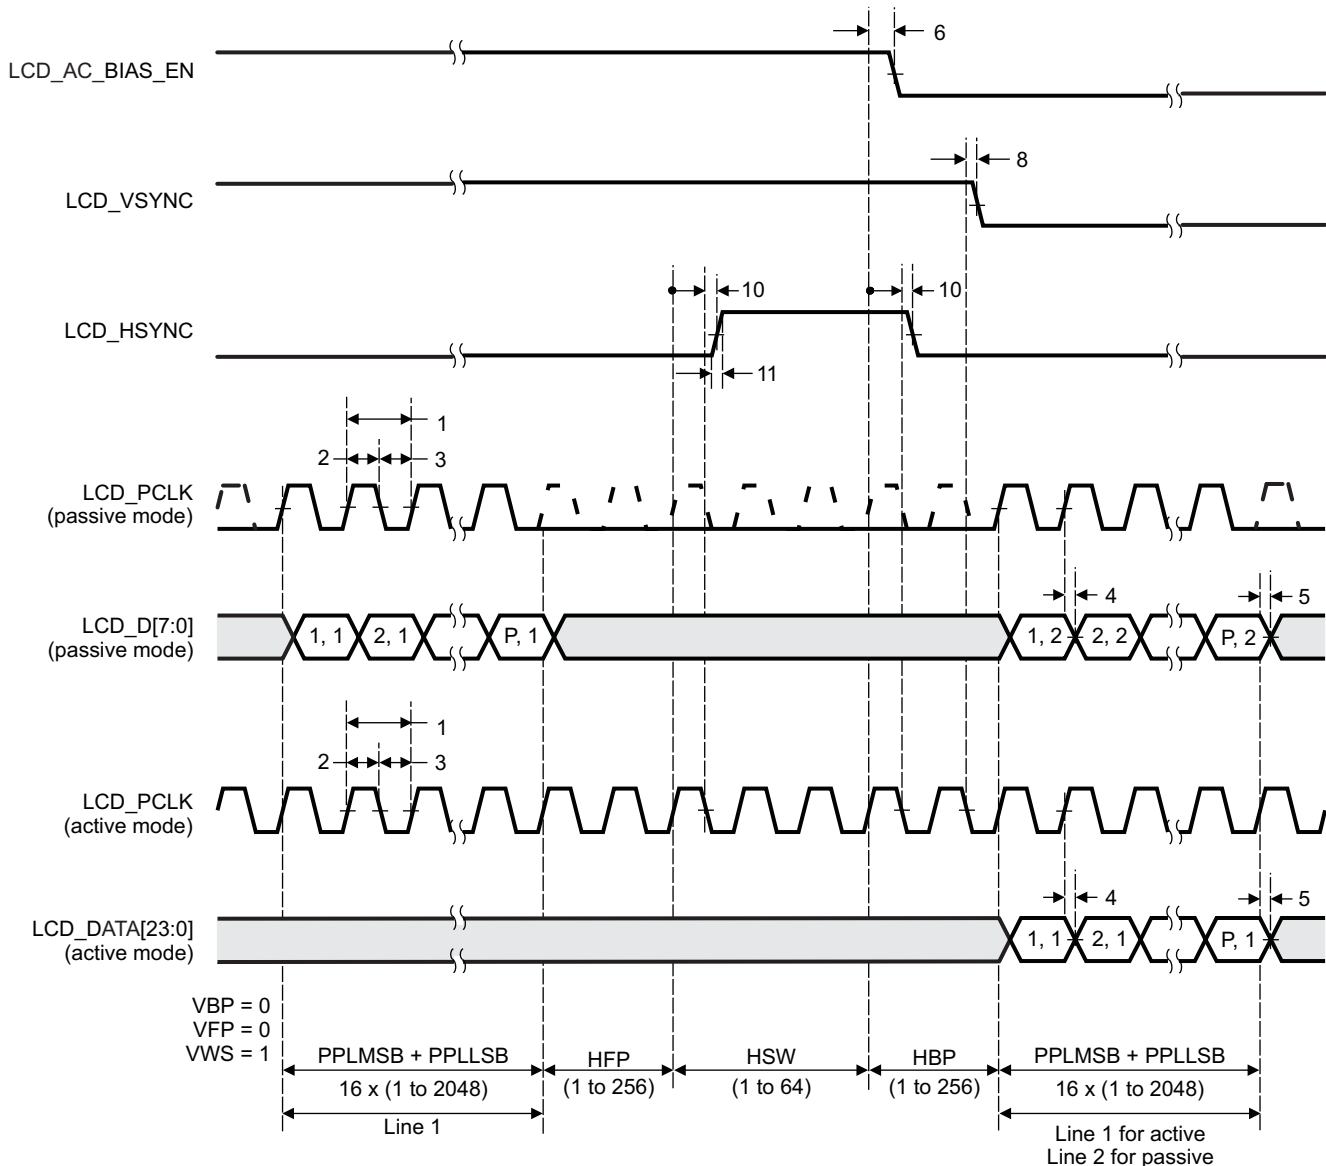 6
LCD_AC_BIAS_EN
8
LCD_VSYNC
10
10
LCD_HSYNC
11
1
2
3
LCD_PCLK
(passive mode)
4
5
LCD_D[7:0]
(passive mode)
1, 1
2, 1
P, 1
1, 2
2, 2
P, 2
1
2
3
LCD_PCLK
(active mode)
4
5
LCD_DATA[23:0]
(active mode)
1, 1
2, 1
P, 1
VBP = 0
VFP = 0
VWS = 1
PPLMSB + PPLLSB
16 x (1 to 2048)
Line 1
HFP
(1 to 256)
HSW
(1 to 64)
HBP
(1 to 256)
PPLMSB + PPLLSB
16 x (1 to 2048)
Line 1 for active
Line 2 for passive